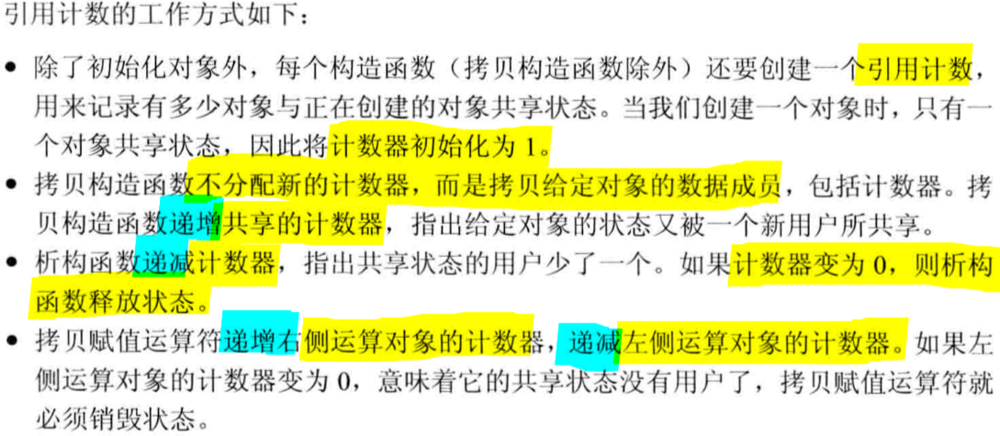 引用计数的工作方式如下：
● 除了初始化对象外，每个构造函数（拷贝构造函数除外）还要创建一个引用计数，
用来记录有多少对象与正在创建的对象共享状态。当我们创建一个对象时，只有一
个对象共享状态，因此将计数器初始化为 1。
● 拷贝构造函数不分配新的计数器，而是拷贝给定对象的数据成员，包括计数器。拷
贝构造函数递增共享的计数器，指出给定对象的状态又被一个新用户所共享。
● 析构函数递减计数器，指出共享状态的用户少了一个。如果计数器变为 0，则析构
函数释放状态。
● 拷贝赋值运算符递增右侧运算对象的计数器，递减左侧运算对象的计数器。如果左
侧运算对象的计数器变为 0，意味着它的共享状态没有用户了，拷贝赋值运算符就
必须销毁状态。